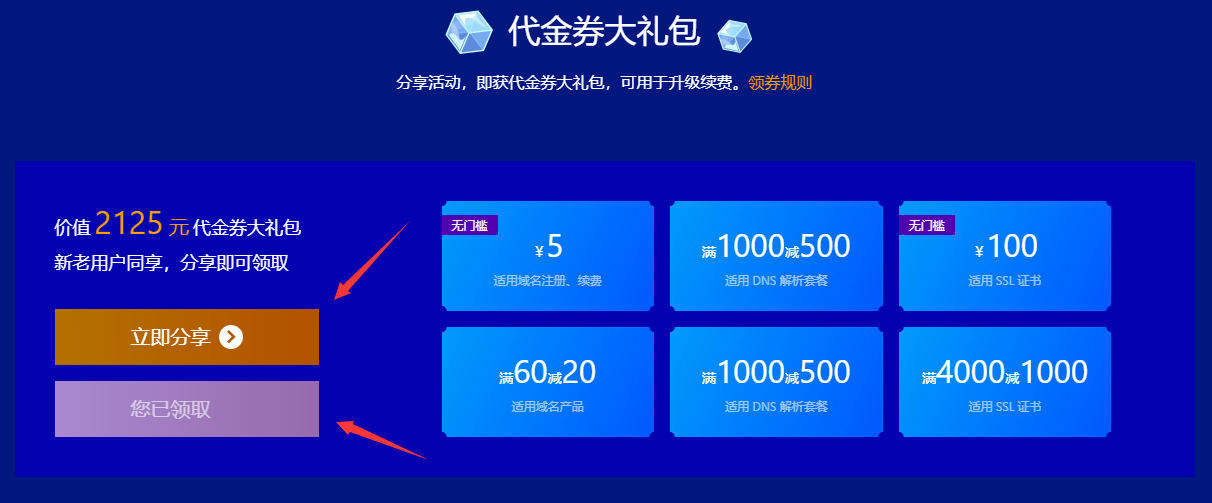 代金券大礼包
分享活动，即获代金券大礼包，可用于升级续费。领券规则
价值 2125 元 代金券大礼包
新老用户同享，分享即可领取
立即分享
您已领取
无门槛
¥ 5
适用域名注册、续费
满1000减500
适用 DNS 解析套餐
无门槛
¥ 100
适用 SSL 证书
满60减20
适用域名产品
满1000减500
适用 DNS 解析套餐
满4000减1000
适用 SSL 证书